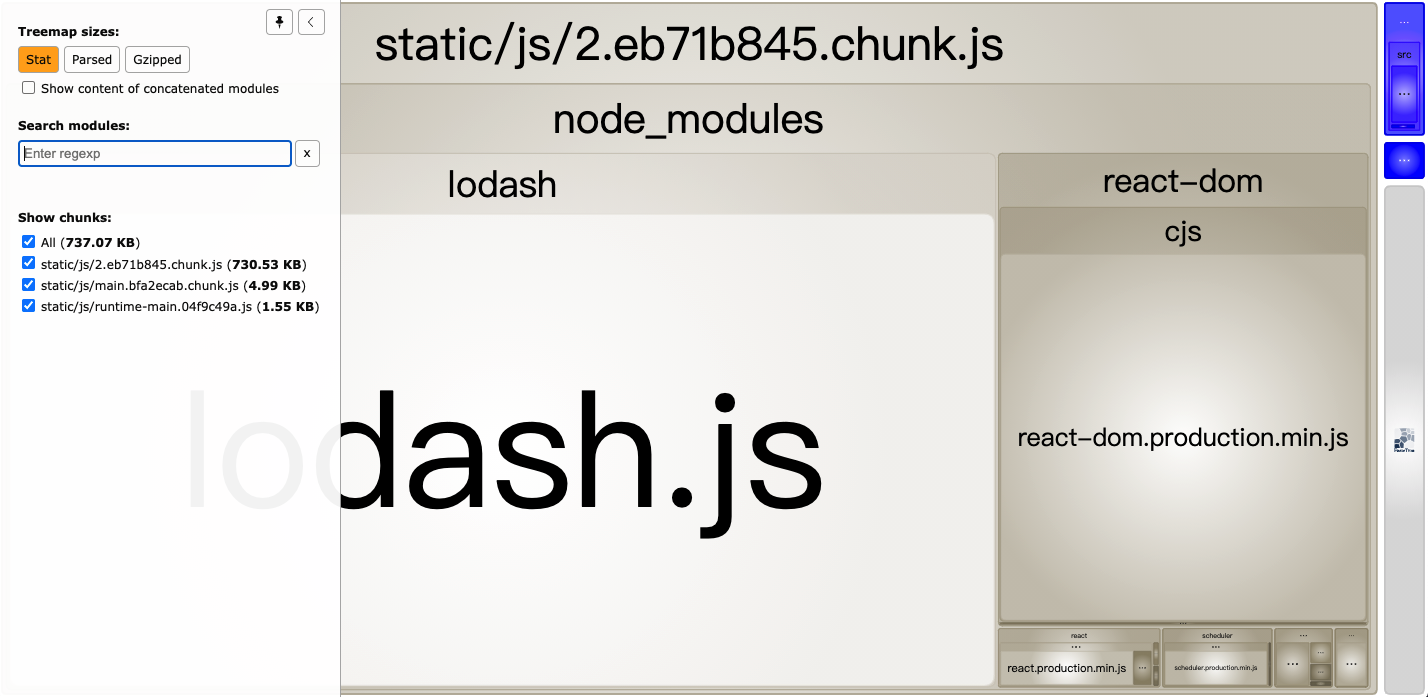 Treemap sizes:
Stat Parsed Gzipped
Show content of concatenated modules
Search modules:
Enter regexp x
Show chunks:
All (737.07 KB)
static/js/2.eb71b845.chunk.js (730.53 KB)
static/js/main.bfa2ecab.chunk.js (4.99 KB)
static/js/runtime-main.04f9c49a.js (1.55 KB)
static/js/2.eb71b845.chunk.js
node_modules
lodash
lodash.js
react-dom
cjs
react-dom.production.min.js
...
react
...
react.production.min.js
...
scheduler
...
scheduler.production.min.js
...
...
...
...
...
...
src
...
...